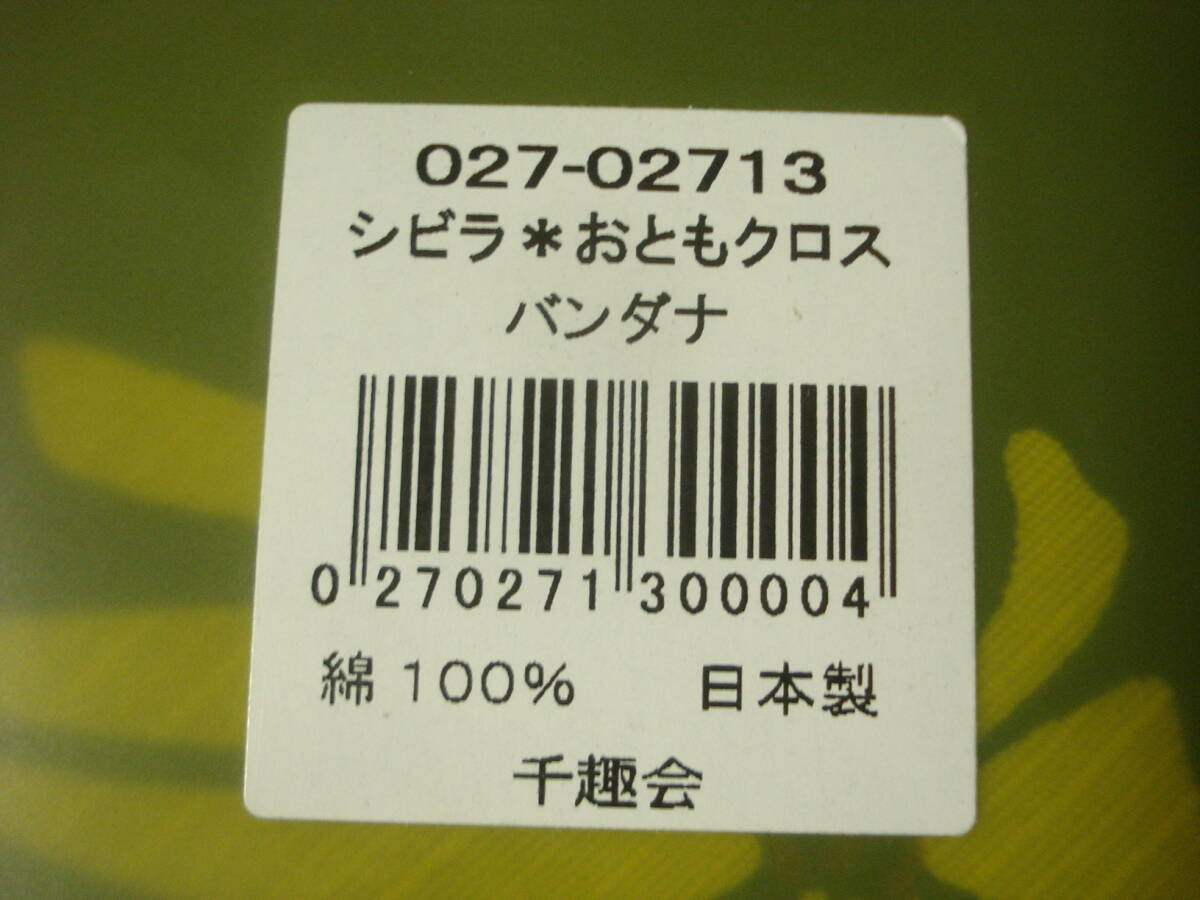 027-02713
シビラ＊おともクロス
バンダナ
0 270271 300004
綿 100% 日本製
千趣会